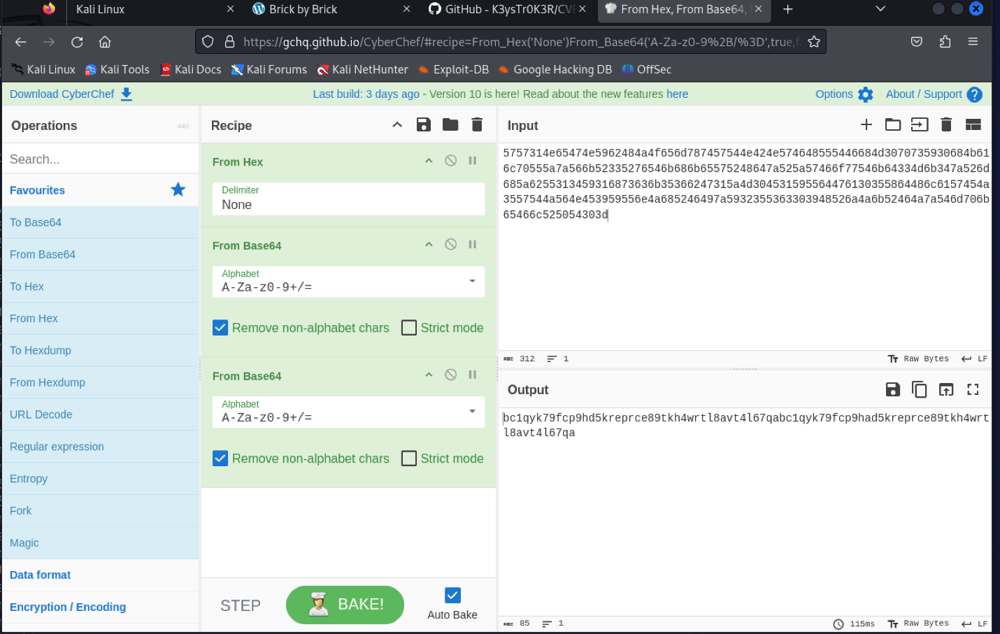 Kali Linux
Brick by Brick
GitHub - K3ysTr0K3R/CVE
From Hex, From Base64,
https://gchq.github.io/CyberChef/#recipe=From_Hex('None')From_Base64('A-Za-z0-9%2B/%3D',true,f
Kali Linux Kali Tools Kali Docs Kali Forums Kali NetHunter Exploit-DB Google Hacking DB OffSec
Download CyberChef
Last build: 3 days ago - Version 10 is here! Read about the new features here
Options
About / Support
Operations
440
Search...
Favourites
To Base64
From Base64
To Hex
From Hex
To Hexdump
From Hexdump
URL Decode
Regular expression
Entropy
Fork
Magic
Data format
Encryption / Encoding
Recipe
From Hex
Delimiter
None
From Base64
Alphabet
A-Za-z0-9+/=
Remove non-alphabet chars
Strict mode
From Base64
Alphabet
A-Za-z0-9+/=
Remove non-alphabet chars
Strict mode
STEP
BAKE!
Auto Bake
Input
5757314e65474e5962484a4f656d787457544e424e574648555446684d3070735930684b616
6c70555a7a566b52335276546b686b65575248647a525a57466f77546b64334d6b347a526d
685a6255313459316873636b35366247315a4d304531595564476130355864486c6157454a
3557544a564e453959556e4a685246497a5932355363303948526a4a6b52464a7a546d706b
65466c525054303d
312
1
Raw Bytes
LF
Output
bc1qyk79fcp9hd5kreprce89tkh4wrtl8avt4l67qabc1qyk79fcp9had5kreprce89tkh4wrt
l8avt4l67qa
85
1
115ms
Raw Bytes
LF